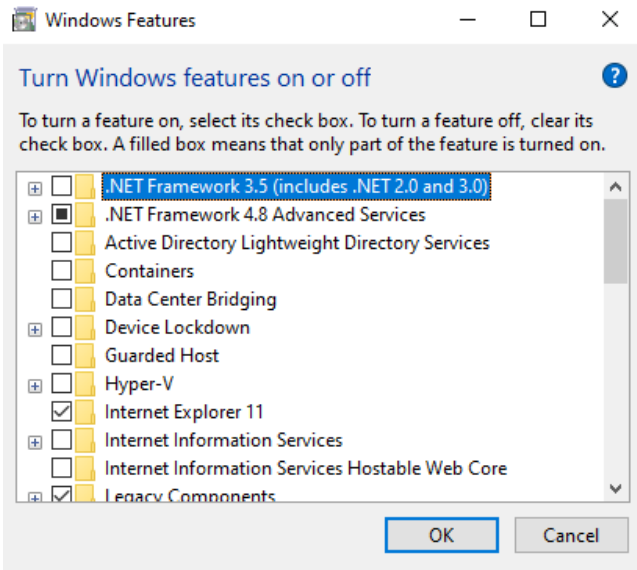 Windows Features
Turn Windows features on or off
?
To turn a feature on, select its check box. To turn a feature off, clear its
check box. A filled box means that only part of the feature is turned on.
.NET Framework 3.5 (includes .NET 2.0 and 3.0)
.NET Framework 4.8 Advanced Services
Active Directory Lightweight Directory Services
Containers
Data Center Bridging
Device Lockdown
Guarded Host
Hyper-V
Internet Explorer 11
Internet Information Services
Internet Information Services Hostable Web Core
Legacy Components
OK Cancel